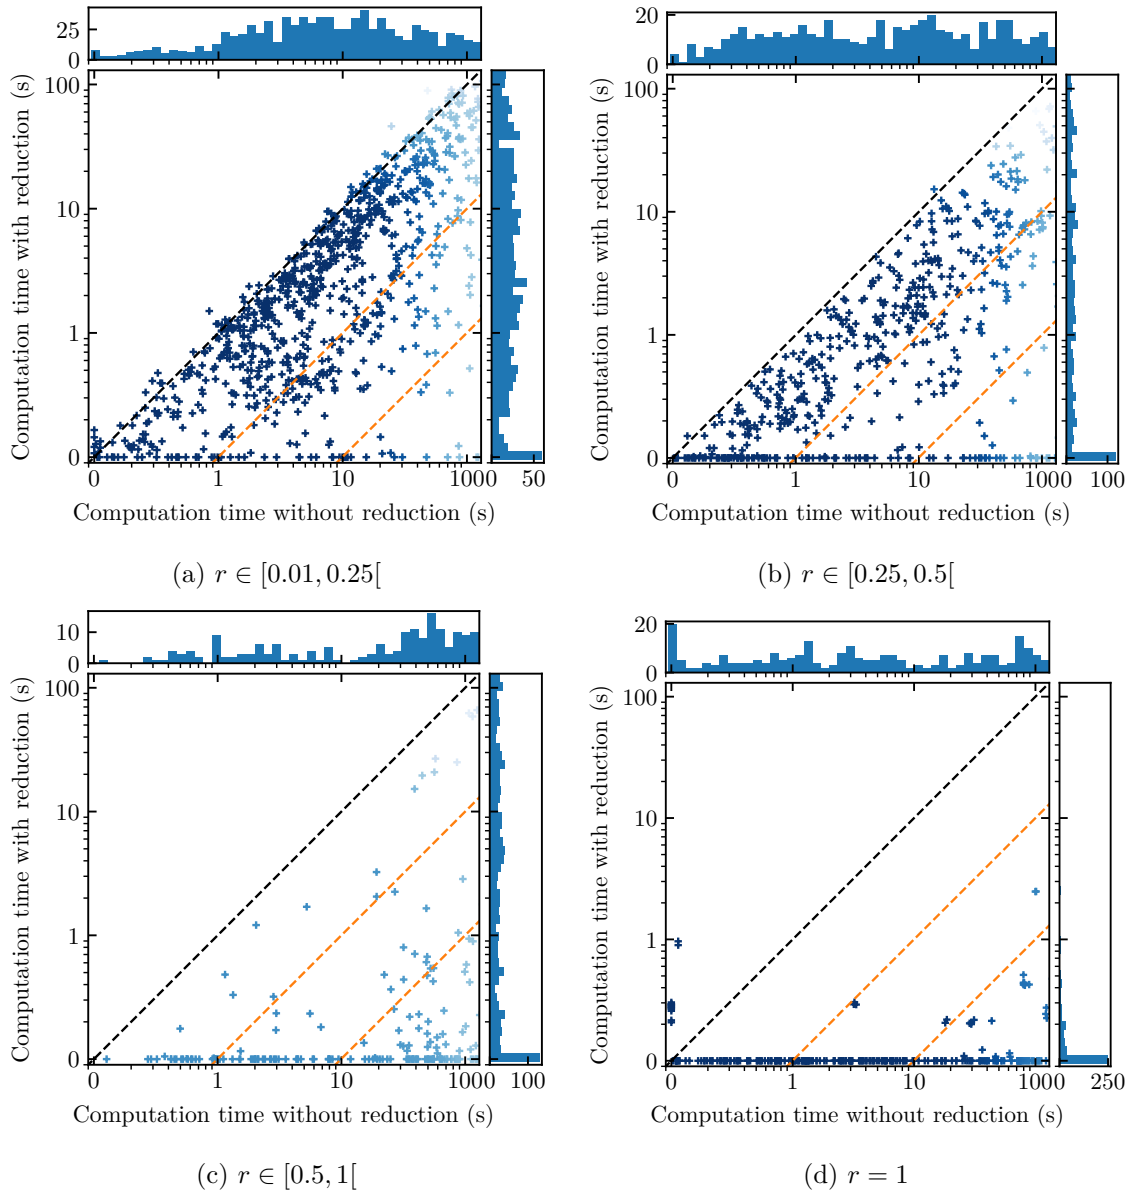 25
0
100
10
1
0
Computation time with reduction (s)
0 1 10 1000 50
Computation time without reduction (s)
(a) r ∈ [0.01, 0.25[
20
0
100
10
1
0
Computation time with reduction (s)
0 1 10 1000 100
Computation time without reduction (s)
(b) r ∈ [0.25, 0.5[
10
0
100
10
1
0
Computation time with reduction (s)
0 1 10 1000 100
Computation time without reduction (s)
(c) r ∈ [0.5, 1[
20
0
100
10
1
0
Computation time with reduction (s)
0 1 10 1000 250
Computation time without reduction (s)
(d) r = 1